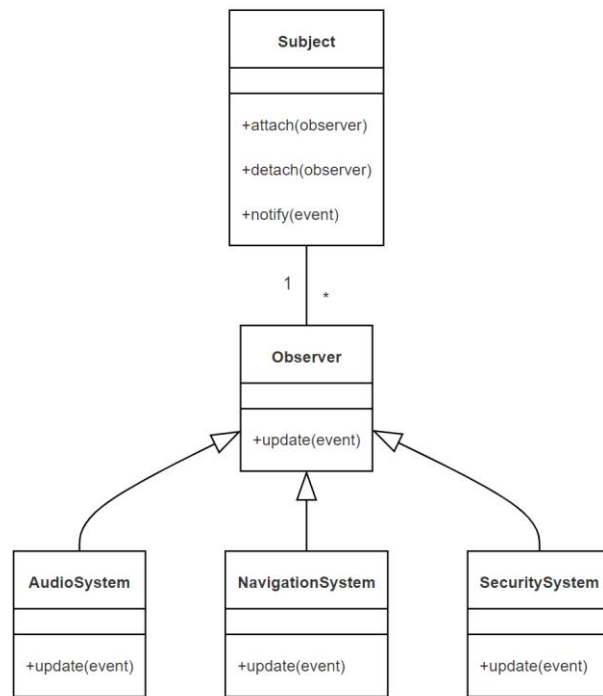 Subject
+attach(observer)
+detach(observer)
+notify(event)
1
*
Observer
+update(event)
AudioSystem
+update(event)
NavigationSystem
+update(event)
SecuritySystem
+update(event)